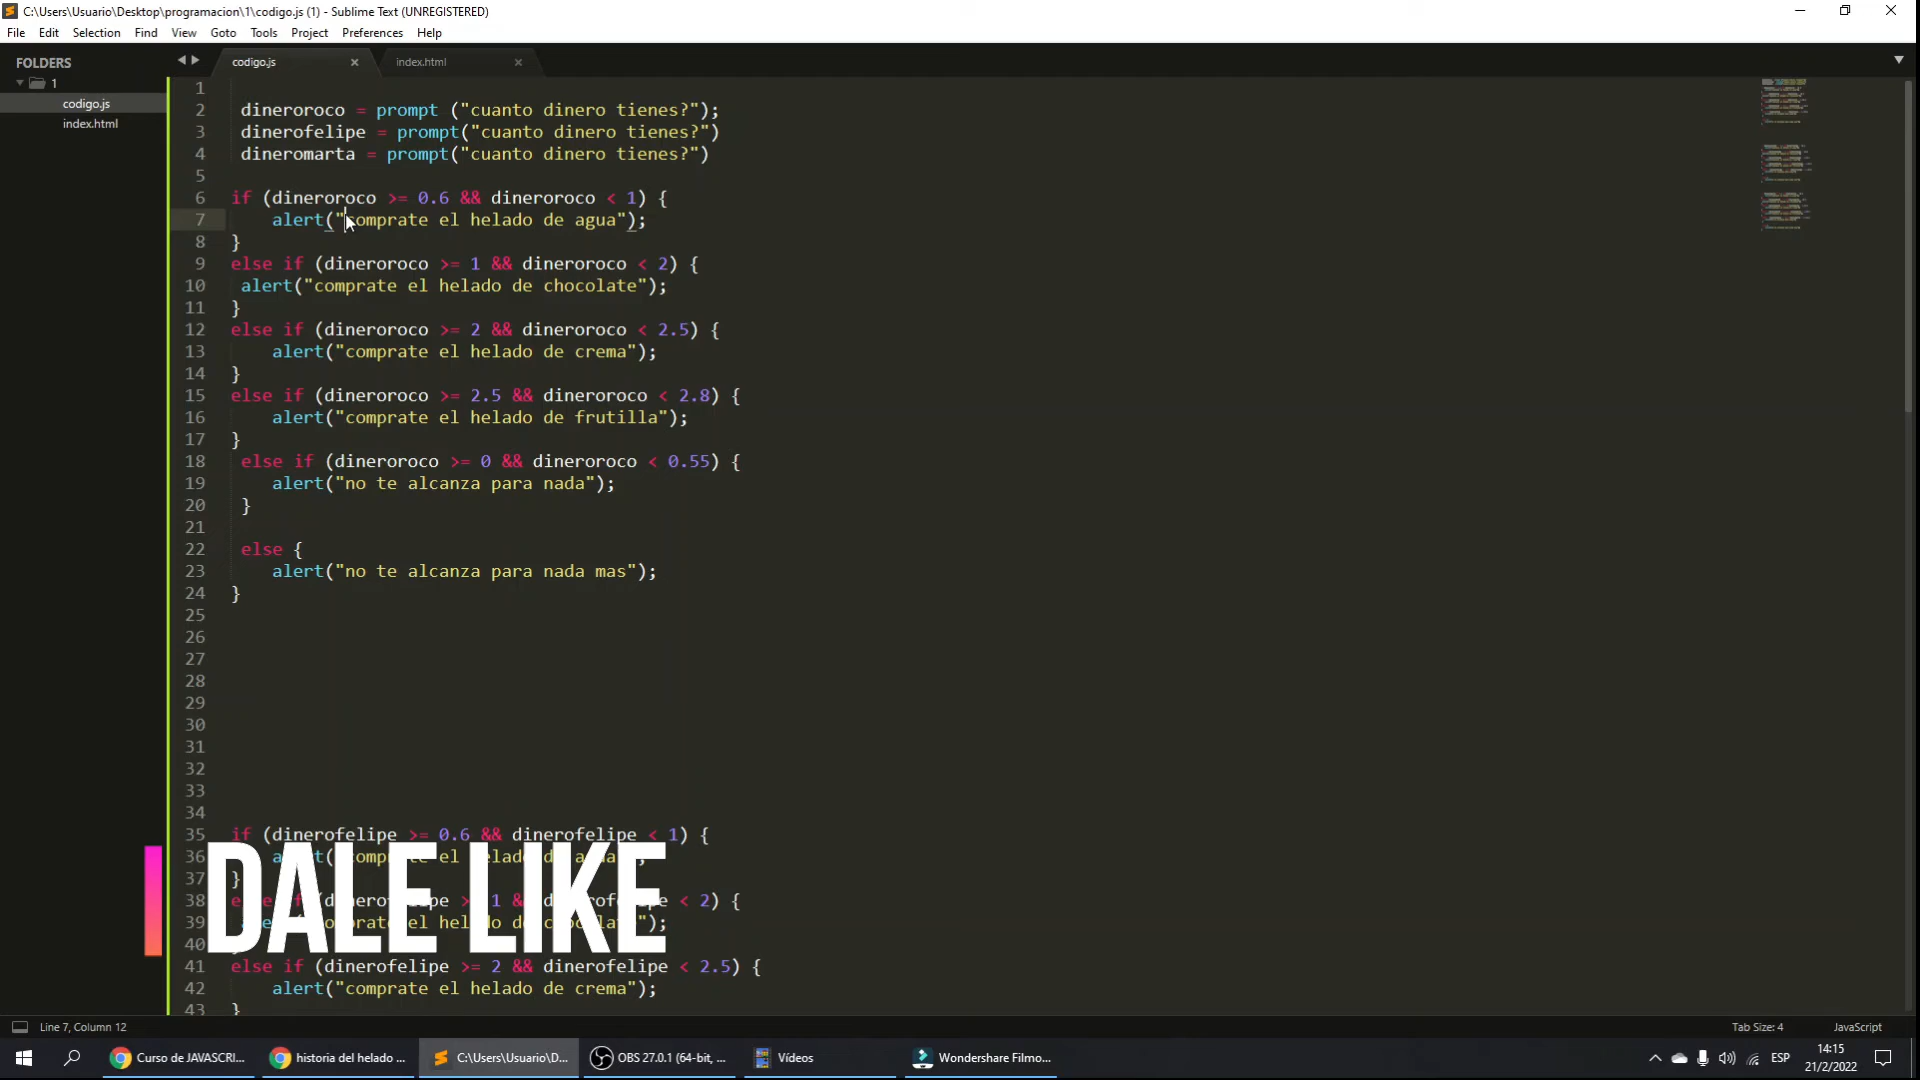 C:\Users\Usuario\Desktop\programacion\1\codigo.js (1) - Sublime Text (UNREGISTERED)
File Edit Selection Find View Goto Tools Project Preferences Help
FOLDERS
1
codigo.js
index.html
codigo.js
index.html
1
2 dineroroco = prompt ("cuanto dinero tienes?");
3 dinerofelipe = prompt("cuanto dinero tienes?")
4 dineromarta = prompt("cuanto dinero tienes?")
5
6 if (dineroroco >= 0.6 && dineroroco < 1) {
7 alert("comprate el helado de agua");
8 }
9 else if (dineroroco >= 1 && dineroroco < 2) {
10 alert("comprate el helado de chocolate");
11 }
12 else if (dineroroco >= 2 && dineroroco < 2.5) {
13 alert("comprate el helado de crema");
14 }
15 else if (dineroroco >= 2.5 && dineroroco < 2.8) {
16 alert("comprate el helado de frutilla");
17 }
18 else if (dineroroco >= 0 && dineroroco < 0.55) {
19 alert("no te alcanza para nada");
20 }
21
22 else {
23 alert("no te alcanza para nada mas");
24 }
25
26
27
28
29
30
31
32
33
34
35 if (dinerofelipe >= 0.6 && dinerofelipe < 1) {
36
37 }
38 1 < 2) {
39 el ");
40
41 else if (dinerofelipe >= 2 && dinerofelipe < 2.5) {
42 alert("comprate el helado de crema");
43 }
DALE LIKE
Line 7, Column 12
Tab Size: 4
JavaScript
Curso de JAVASCRI...
historia del helado ...
C:\Users\Usuario\D...
OBS 27.0.1 (64-bit, ...
Vídeos
Wondershare Filmo...
ESP
14:15
21/2/2022